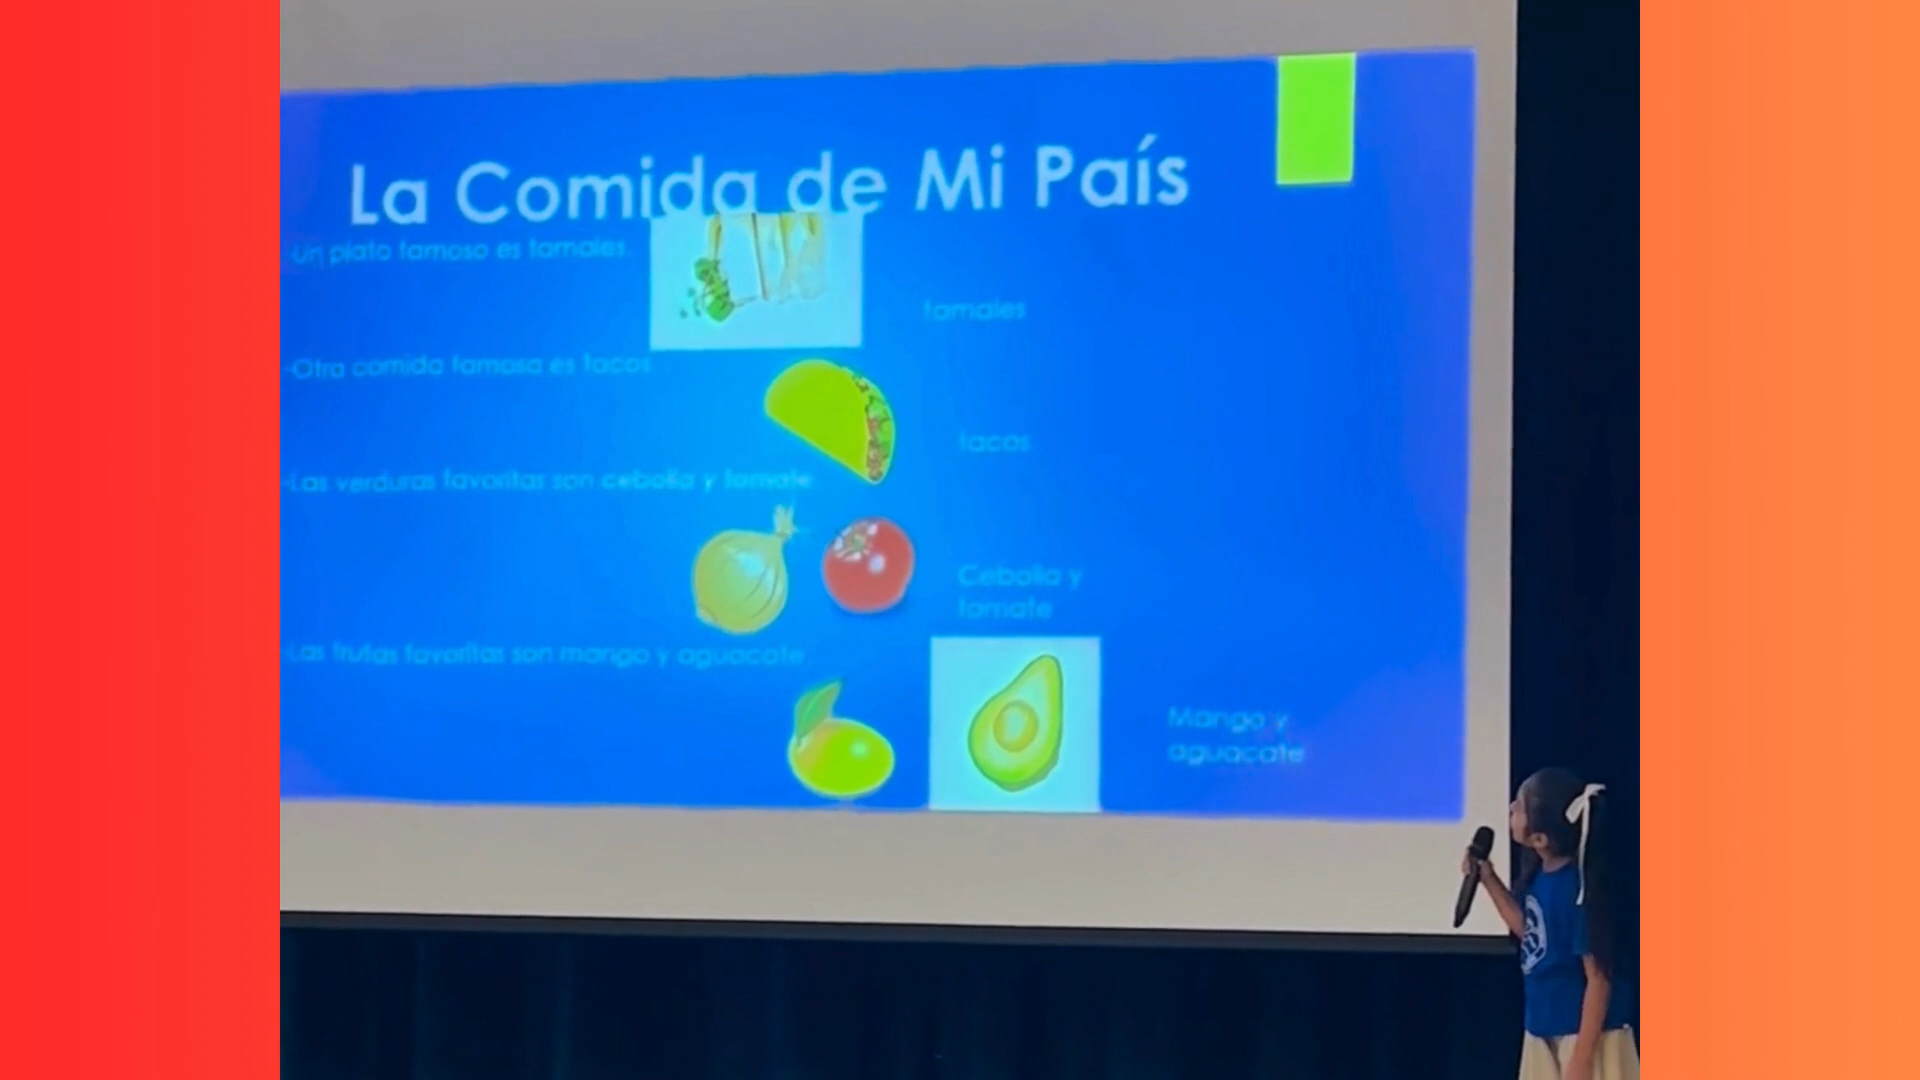 La Comida de Mi País
-Un plato famoso es tamales.
tamales
-Otra comida famosa es tacos
tacos
-Las verduras favoritas son cebolla y tomate
Cebolla y
tomate
-Las frutas favoritas son mango y aguacate
Mango y
aguacate